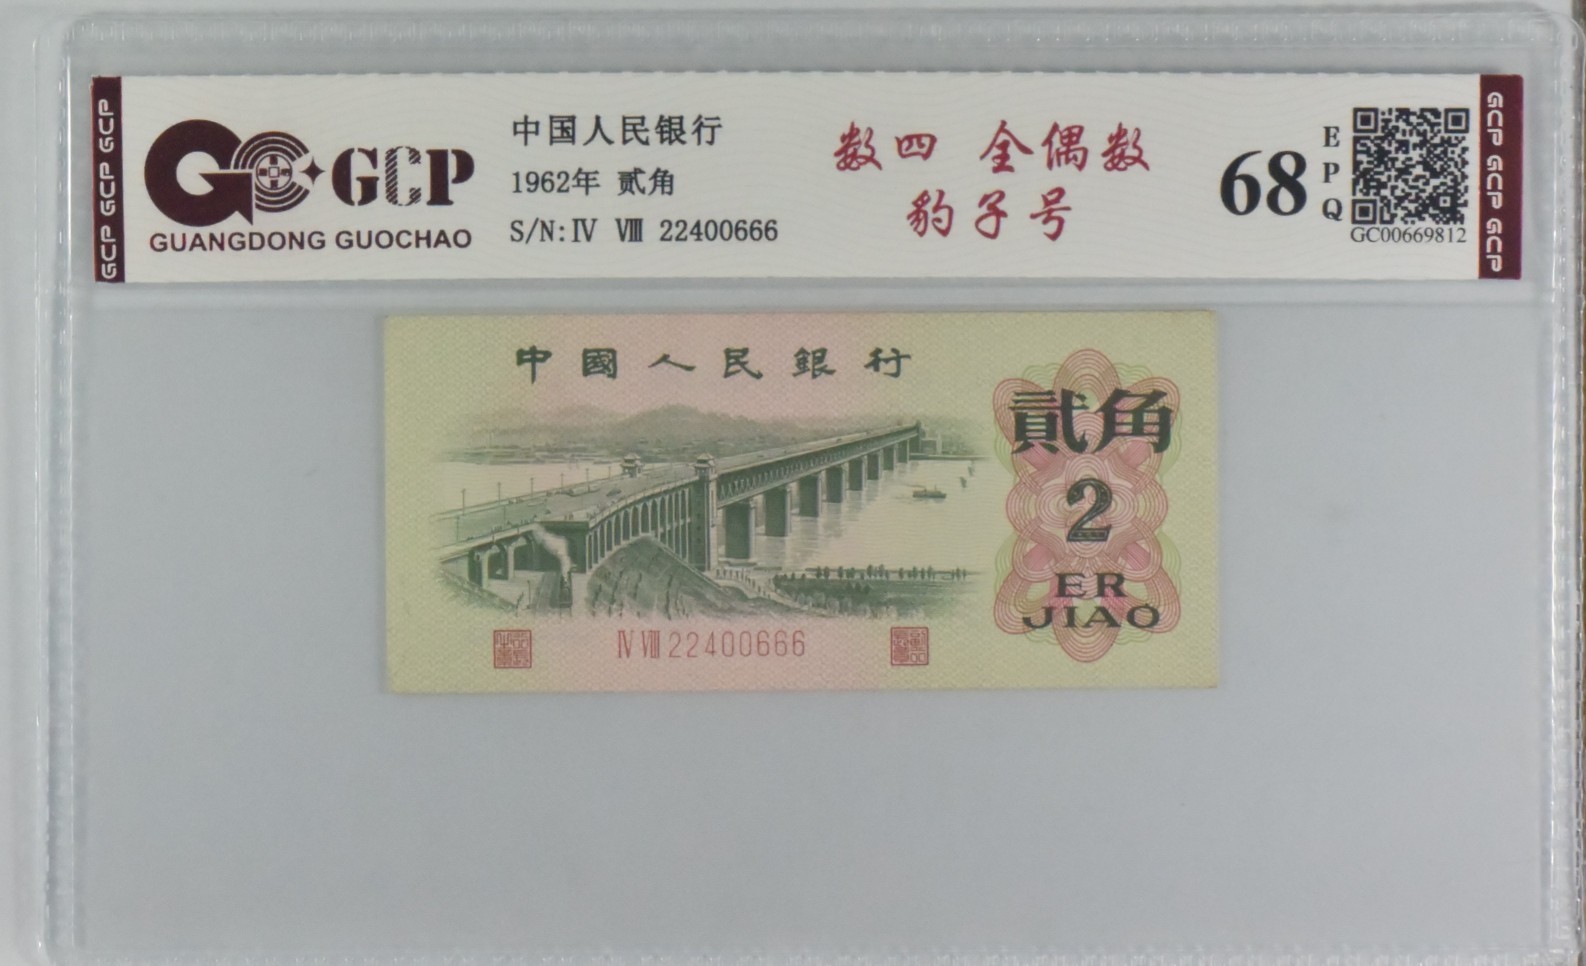 GCP GCP GCP
GCP
GUANGDONG GUOCHAO
中国人民银行
1962年 贰角
S/N:Ⅳ Ⅷ 22400666
数四 全偶数
豹子号
68
EPQ
GC00669812
GCP GCP GCP GCP
中國人民銀行
貳角
2
ER
JIAO
Ⅳ Ⅷ 22400666